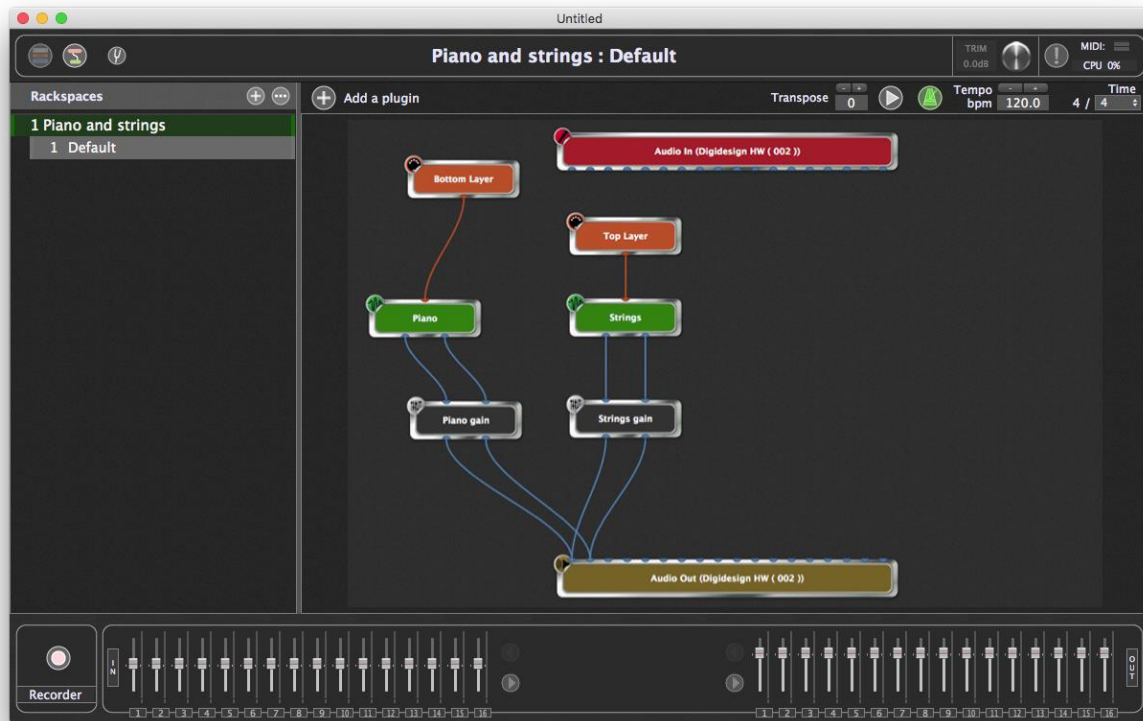 Untitled
Piano and strings : Default
TRIM
0.0dB
MIDI:
CPU 0%
Rackspaces
Add a plugin
Transpose
- +
0
Tempo
bpm
- +
120.0
Time
4 / 4
1 Piano and strings
1 Default
Audio In (Digidesign HW ( 002 ))
Bottom Layer
Top Layer
Piano
Strings
Piano gain
Strings gain
Audio Out (Digidesign HW ( 002 ))
Recorder
IN
1 2 3 4 5 6 7 8 9 10 11 12 13 14 15 16
1 2 3 4 5 6 7 8 9 10 11 12 13 14 15 16
OUT